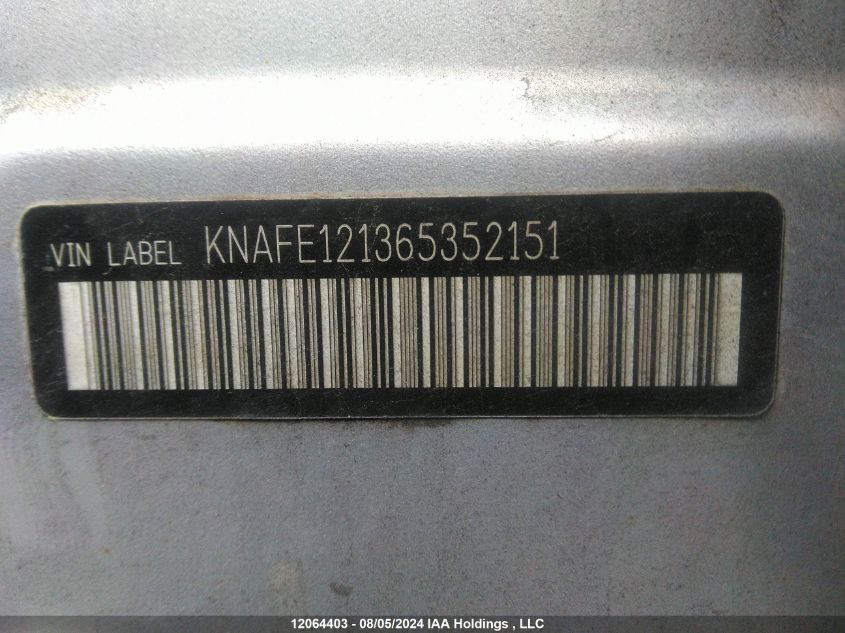 VIN LABEL KNAFE121365352151
12064403 - 08/05/2024 IAA Holdings , LLC